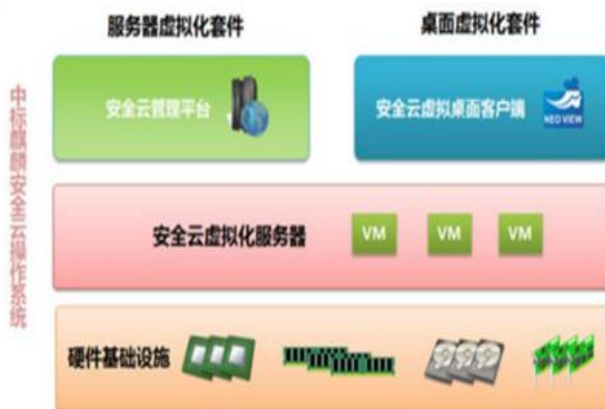 服务器虚拟化套件
桌面虚拟化套件
中标麒麟安全云操作系统
安全云管理平台
安全云虚拟桌面客户端
NEO VIEW
安全云虚拟化服务器
VM
VM
VM
硬件基础设施